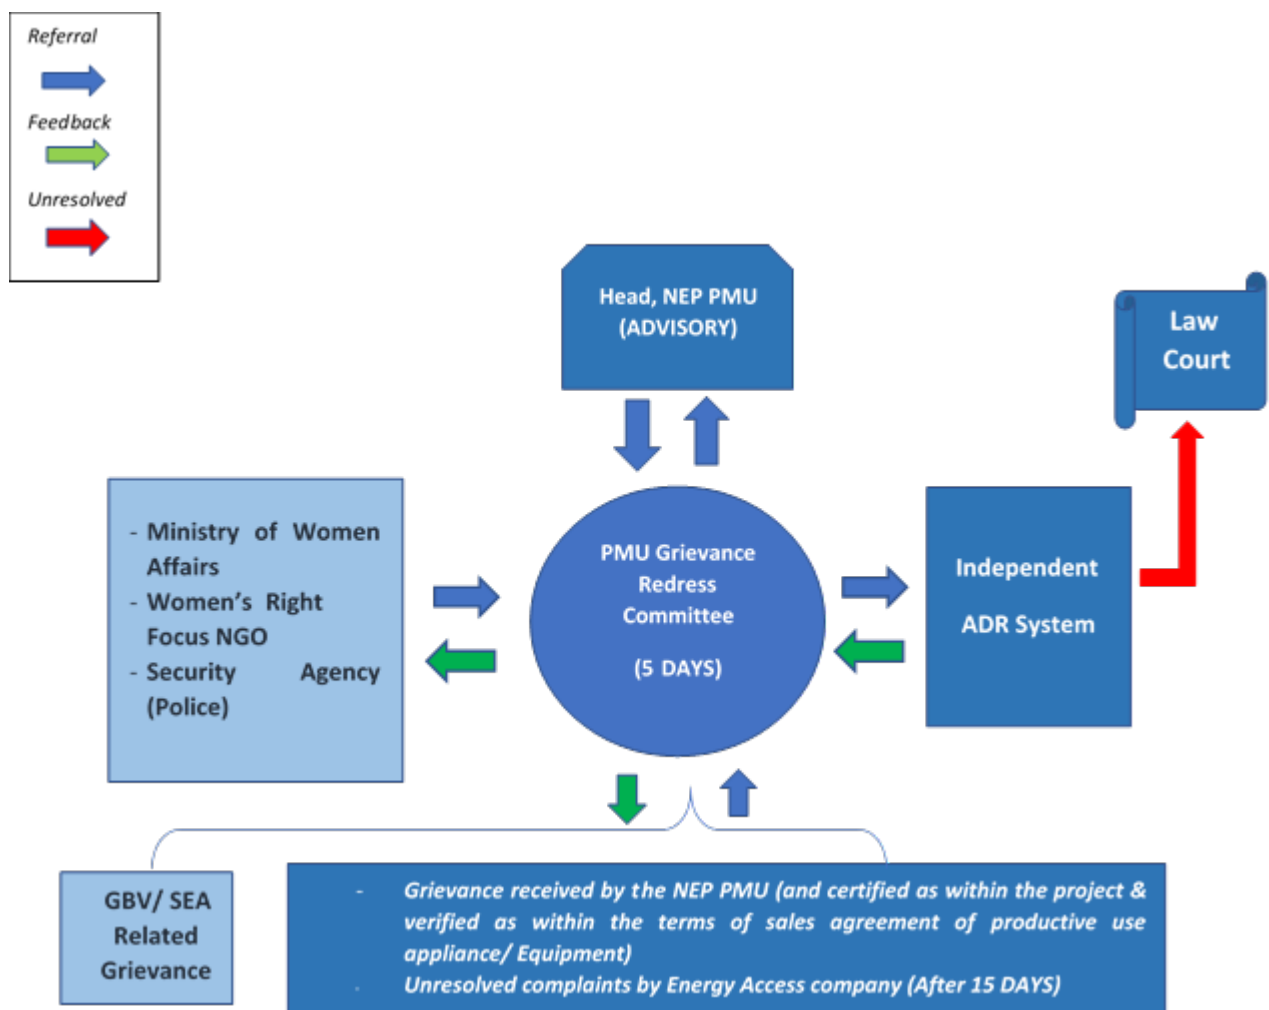 Referral
Feedback
Unresolved
Head, NEP PMU
(ADVISORY)
Law
Court
- Ministry of Women
Affairs
- Women's Right
Focus NGO
- Security Agency
(Police)
PMU Grievance
Redress
Committee
(5 DAYS)
Independent
ADR System
GBV/ SEA
Related
Grievance
- Grievance received by the NEP PMU (and certified as within the project &
verified as within the terms of sales agreement of productive use
appliance/ Equipment)
- Unresolved complaints by Energy Access company (After 15 DAYS)